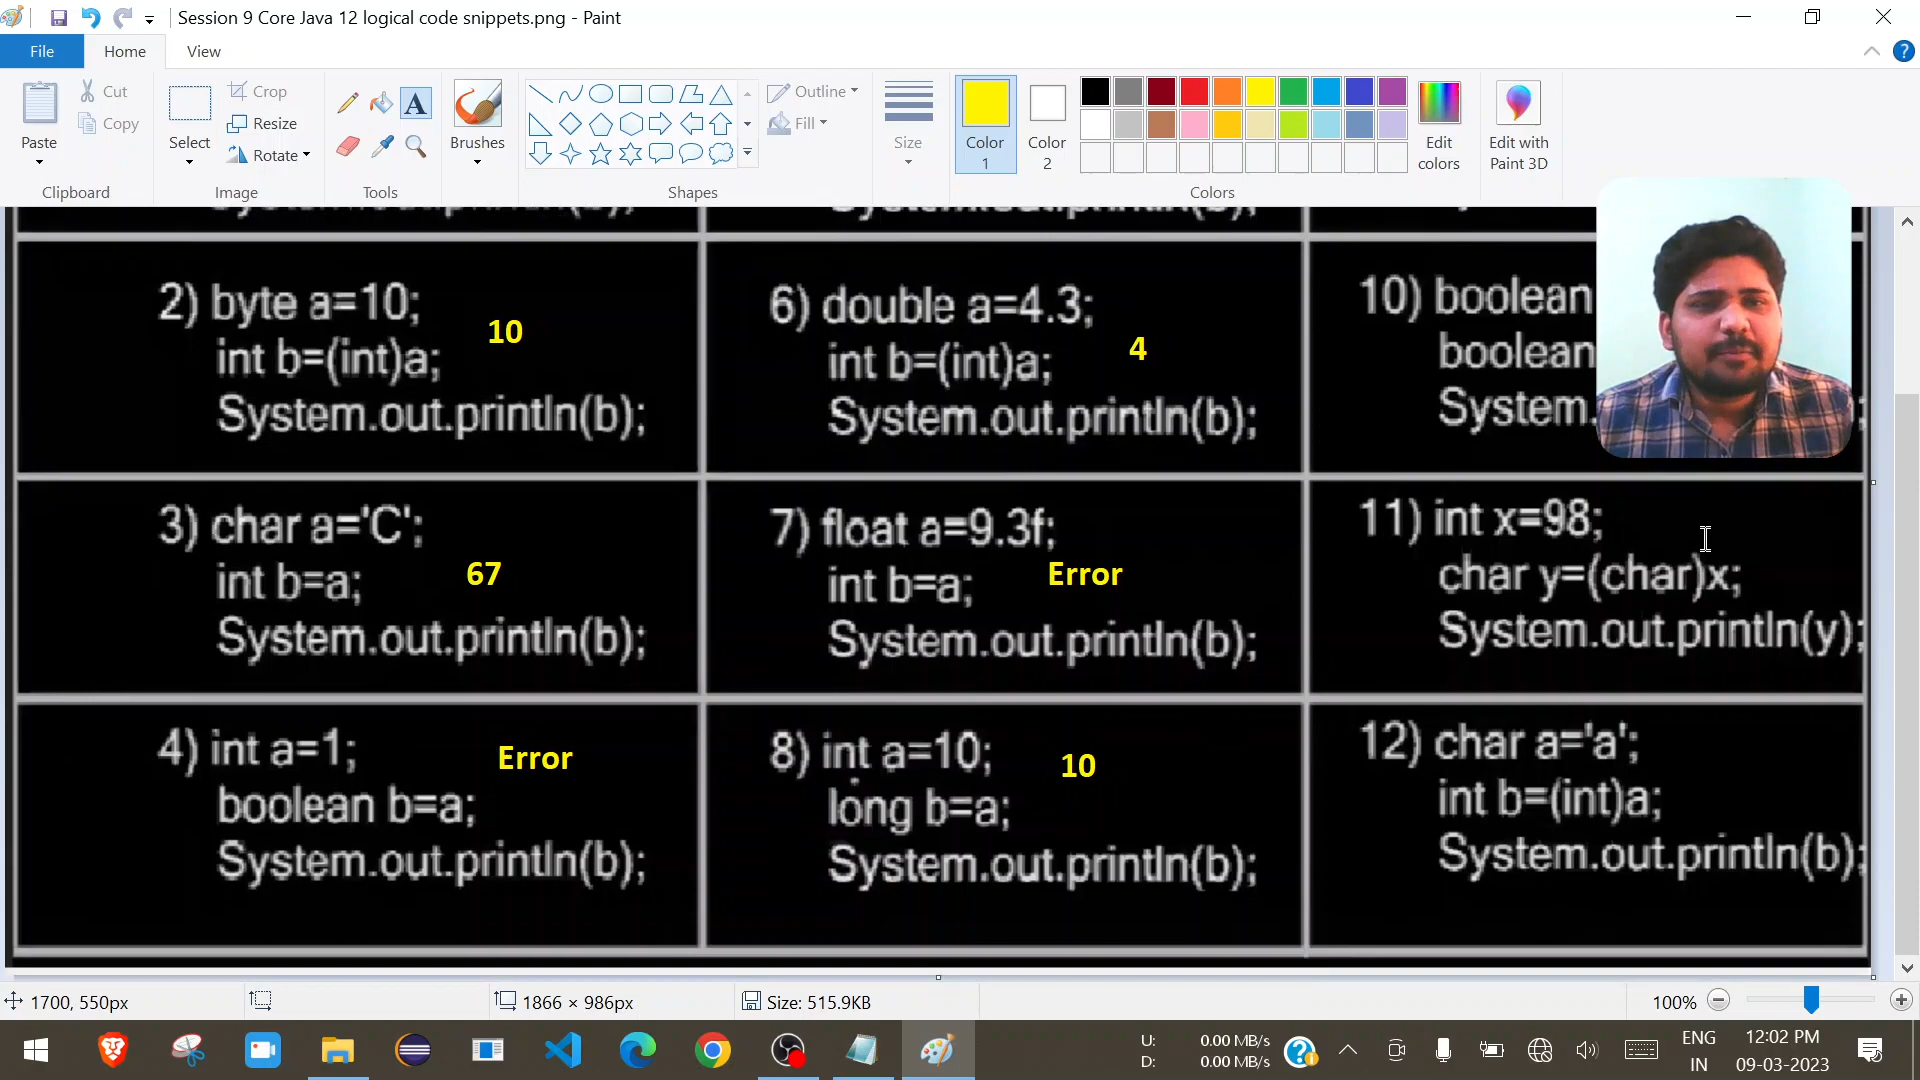 Session 9 Core Java 12 logical code snippets.png - Paint
File Home View
Paste
Cut
Copy
Clipboard
Select
Crop
Resize
Rotate
Image
A
Tools
Brushes
Shapes
Outline
Fill
Size
Color 1
Color 2
Edit colors
Colors
Edit with Paint 3D
2) byte a=10;
int b=(int)a;
System.out.println(b);
10
6) double a=4.3;
int b=(int)a;
System.out.println(b);
4
10) boolean
boolean
System.
3) char a='C';
int b=a;
System.out.println(b);
67
7) float a=9.3f;
int b=a;
System.out.println(b);
Error
11) int x=98;
char y=(char)x;
System.out.println(y);
4) int a=1;
boolean b=a;
System.out.println(b);
Error
8) int a=10;
long b=a;
System.out.println(b);
10
12) char a='a';
int b=(int)a;
System.out.println(b);
1700, 550px
1866 × 986px
Size: 515.9KB
100%
U: 0.00 MB/s
D: 0.00 MB/s
ENG
IN
12:02 PM
09-03-2023